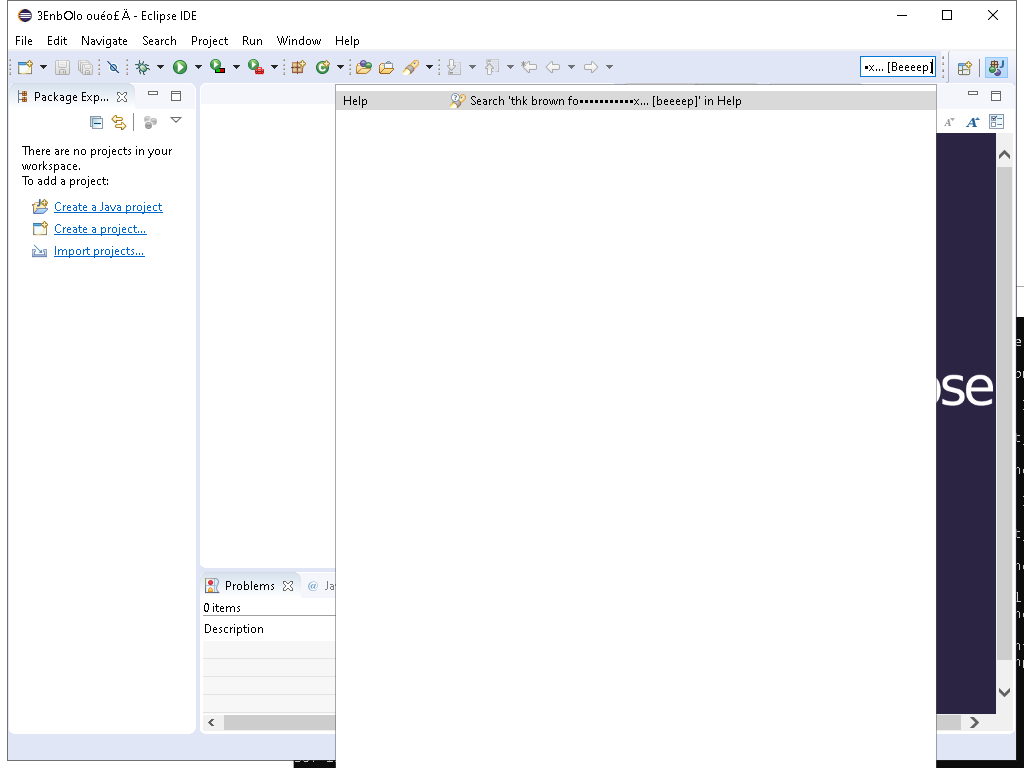 3EnbOlo ouéo£Ä - Eclipse IDE
File Edit Navigate Search Project Run Window Help
▪x... [Beeeep]
Package Exp...
Help Search 'thk brown fo▪▪▪▪▪▪▪▪▪▪▪x... [beeeep]' in Help
There are no projects in your
workspace.
To add a project:
Create a Java project
Create a project...
Import projects...
ose
Problems @ Ja
0 items
Description